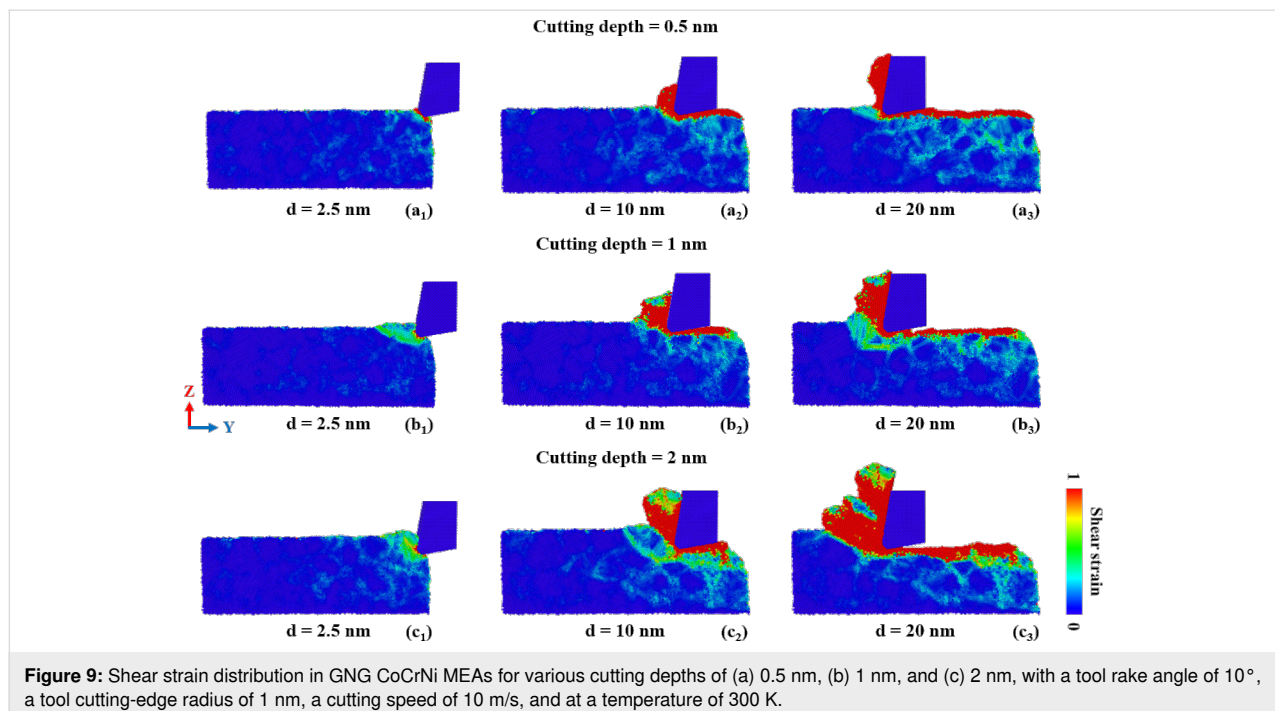 Cutting depth = 0.5 nm
d = 2.5 nm (a₁) d = 10 nm (a₂) d = 20 nm (a₃)
Cutting depth = 1 nm
Z
Y
d = 2.5 nm (b₁) d = 10 nm (b₂) d = 20 nm (b₃)
Cutting depth = 2 nm
1
Shear strain
0
d = 2.5 nm (c₁) d = 10 nm (c₂) d = 20 nm (c₃)
Figure 9: Shear strain distribution in GNG CoCrNi MEAs for various cutting depths of (a) 0.5 nm, (b) 1 nm, and (c) 2 nm, with a tool rake angle of 10°,
a tool cutting-edge radius of 1 nm, a cutting speed of 10 m/s, and at a temperature of 300 K.